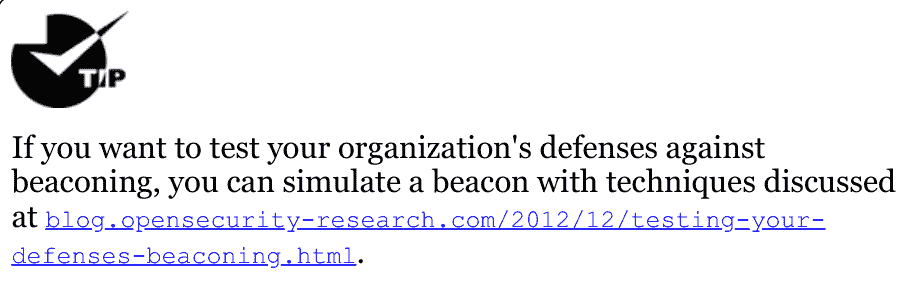 TIP
If you want to test your organization's defenses against
beaconing, you can simulate a beacon with techniques discussed
at blog.opensecurity-research.com/2012/12/testing-your-
defenses-beaconing.html.